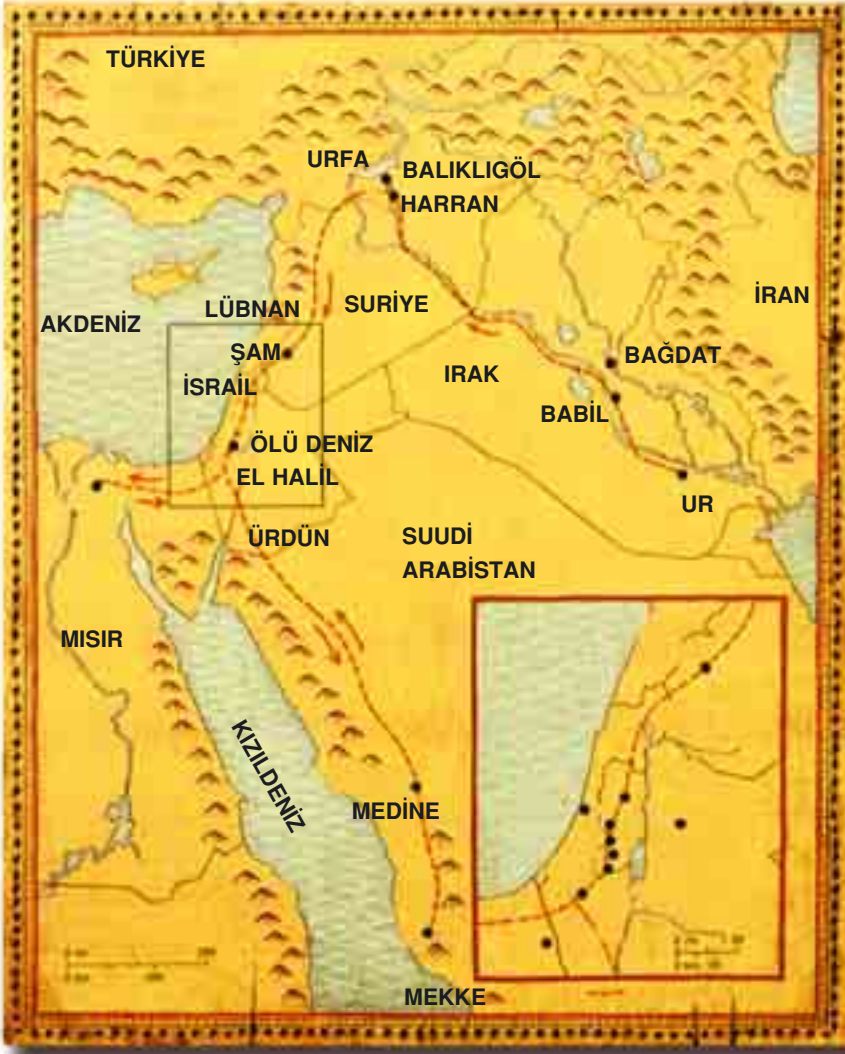 TÜRKİYE
URFA
BALIKLIGÖL
HARRAN
LÜBNAN
SURİYE
İRAN
AKDENİZ
ŞAM
BAĞDAT
İSRAİL
IRAK
BABİL
ÖLÜ DENİZ
EL HALİL
UR
ÜRDÜN
SUUDİ
ARABİSTAN
MISIR
KIZILDENİZ
MEDİNE
MEKKE